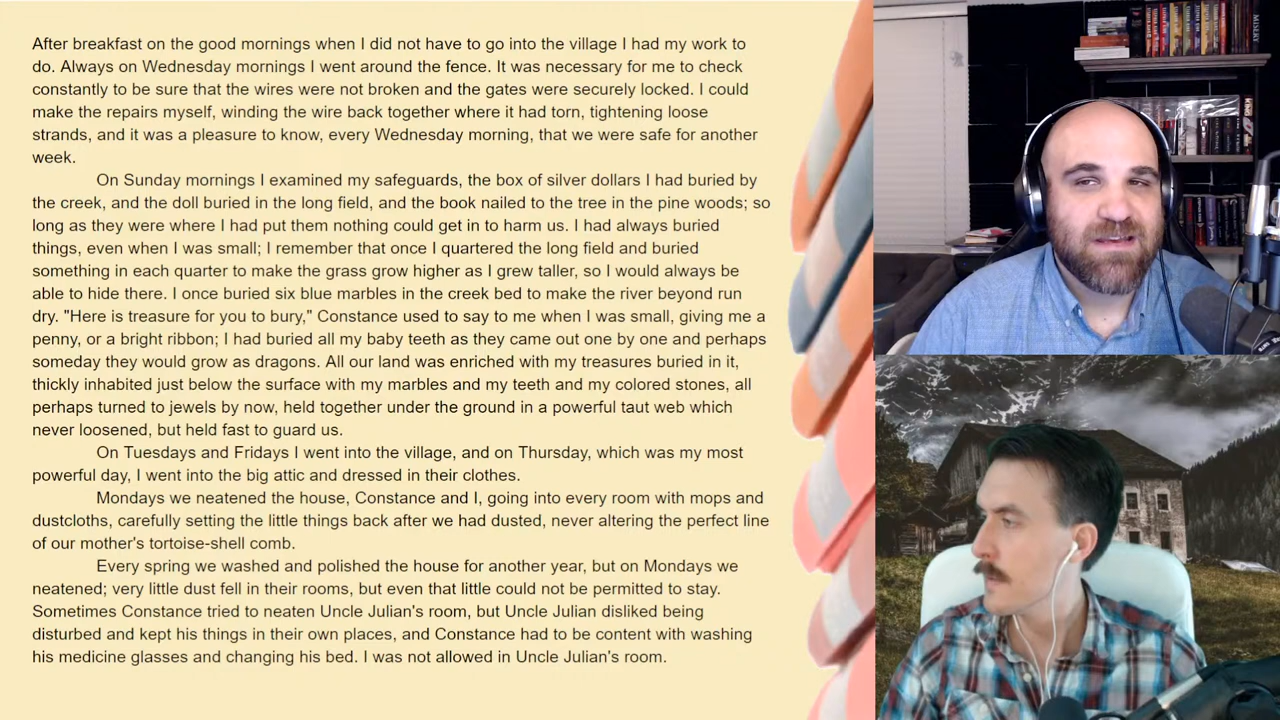 After breakfast on the good mornings when I did not have to go into the village I had my work to
do. Always on Wednesday mornings I went around the fence. It was necessary for me to check
constantly to be sure that the wires were not broken and the gates were securely locked. I could
make the repairs myself, winding the wire back together where it had torn, tightening loose
strands, and it was a pleasure to know, every Wednesday morning, that we were safe for another
week.
On Sunday mornings I examined my safeguards, the box of silver dollars I had buried by
the creek, and the doll buried in the long field, and the book nailed to the tree in the pine woods; so
long as they were where I had put them nothing could get in to harm us. I had always buried
things, even when I was small; I remember that once I quartered the long field and buried
something in each quarter to make the grass grow higher as I grew taller, so I would always be
able to hide there. I once buried six blue marbles in the creek bed to make the river beyond run
dry. "Here is treasure for you to bury," Constance used to say to me when I was small, giving me a
penny, or a bright ribbon; I had buried all my baby teeth as they came out one by one and perhaps
someday they would grow as dragons. All our land was enriched with my treasures buried in it,
thickly inhabited just below the surface with my marbles and my teeth and my colored stones, all
perhaps turned to jewels by now, held together under the ground in a powerful taut web which
never loosened, but held fast to guard us.
On Tuesdays and Fridays I went into the village, and on Thursday, which was my most
powerful day, I went into the big attic and dressed in their clothes.
Mondays we neatened the house, Constance and I, going into every room with mops and
dustcloths, carefully setting the little things back after we had dusted, never altering the perfect line
of our mother's tortoise-shell comb.
Every spring we washed and polished the house for another year, but on Mondays we
neatened; very little dust fell in their rooms, but even that little could not be permitted to stay.
Sometimes Constance tried to neaten Uncle Julian's room, but Uncle Julian disliked being
disturbed and kept his things in their own places, and Constance had to be content with washing
his medicine glasses and changing his bed. I was not allowed in Uncle Julian's room.
MISERY
KING